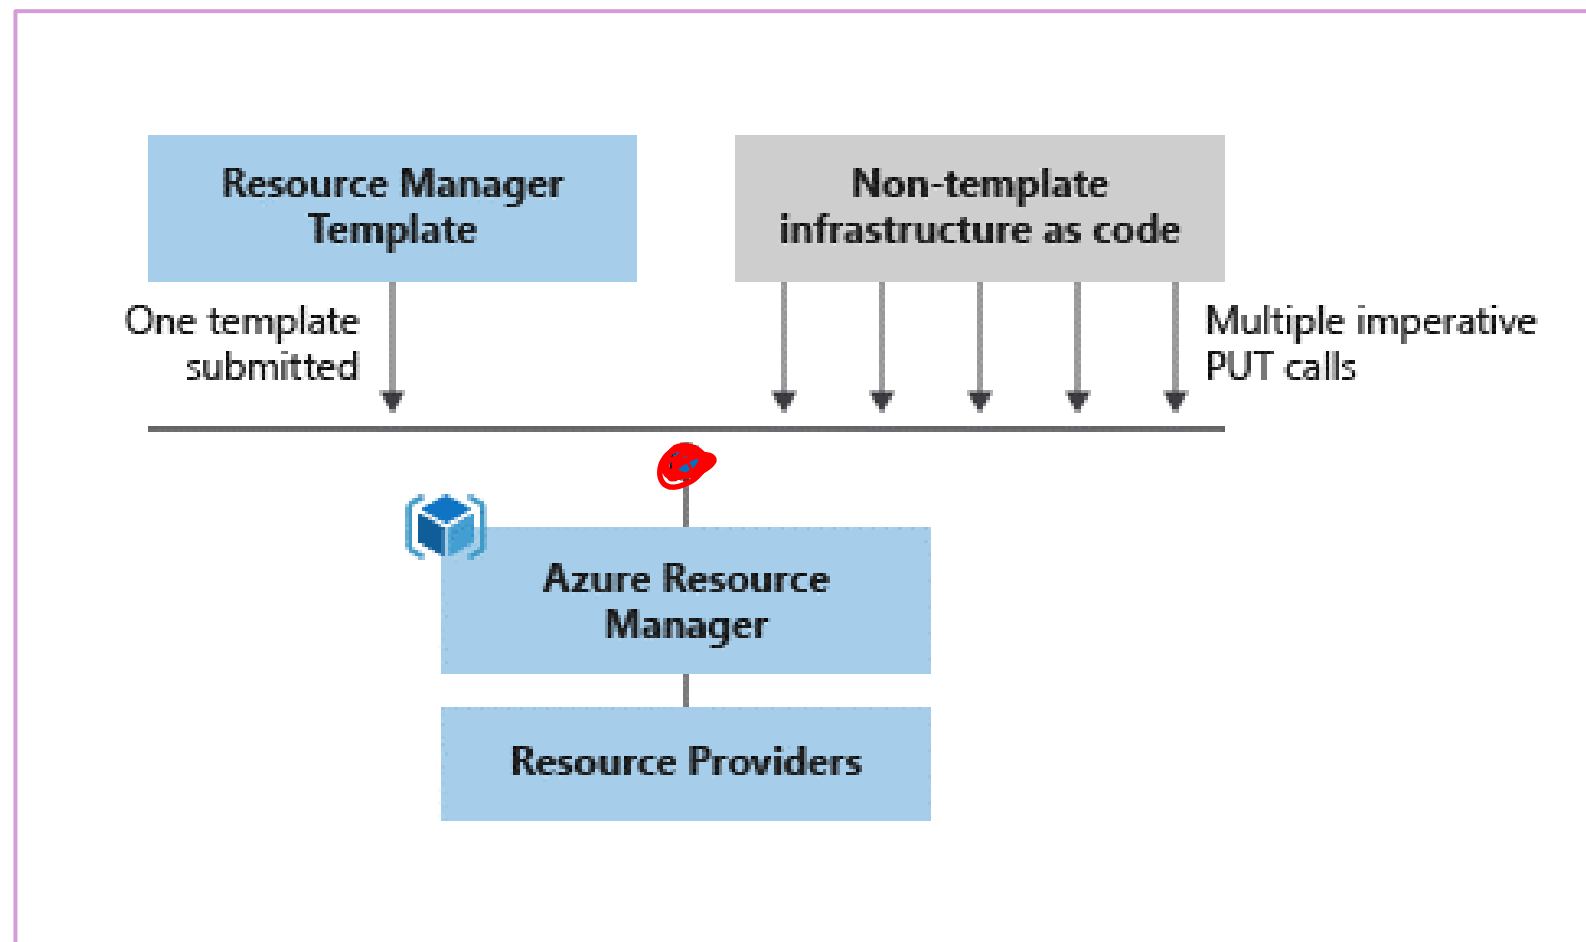 Resource Manager
Template
Non-template
infrastructure as code
One template
submitted
Multiple imperative
PUT calls
Azure Resource
Manager
Resource Providers